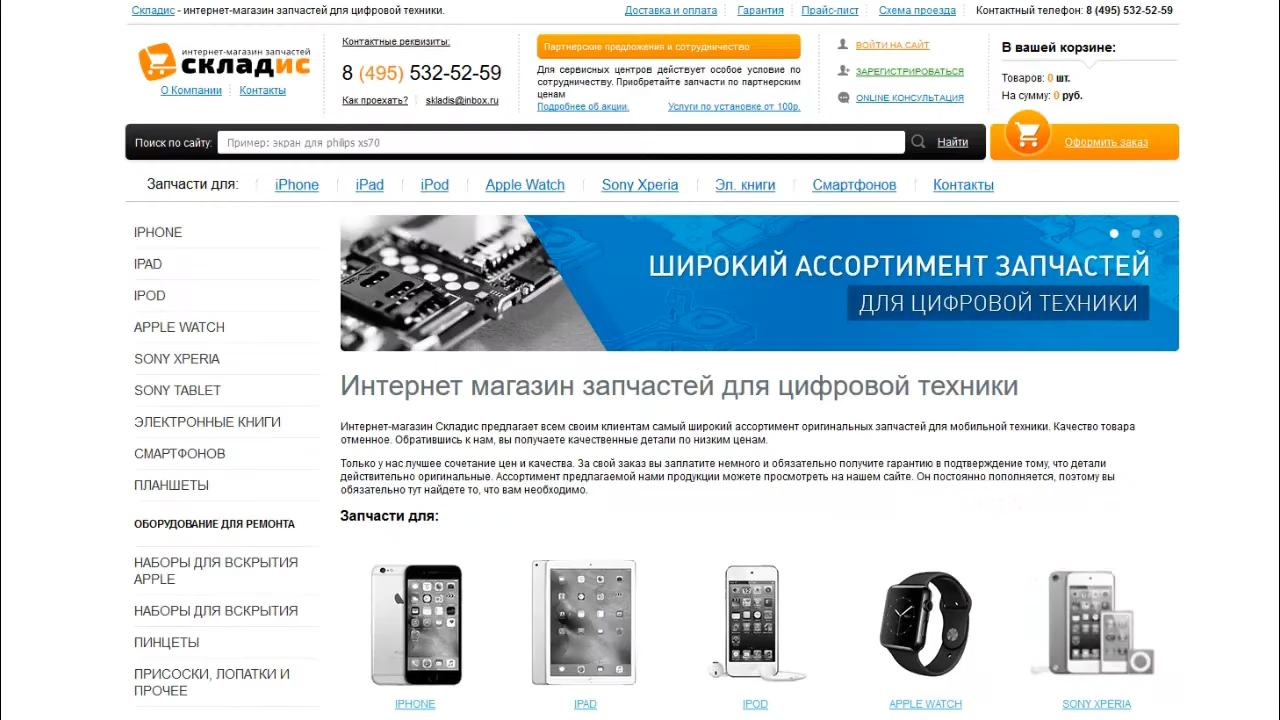 Складис - интернет-магазин запчастей для цифровой техники.
Доставка и оплата
Гарантия
Прайс-лист
Схема проезда
Контактный телефон: 8 (495) 532-52-59
интернет-магазин запчастей
складис
О Компании
Контакты
Контактные реквизиты:
8 (495) 532-52-59
Как проехать?
skladis@inbox.ru
Партнерские предложения и сотрудничество
Для сервисных центров действует особое условие по
сотрудничеству. Приобретайте запчасти по партнерским
ценам
Подробнее об акции.
Услуги по установке от 100р.
ВОЙТИ НА САЙТ
ЗАРЕГИСТРИРОВАТЬСЯ
ONLINE КОНСУЛЬТАЦИЯ
В вашей корзине:
Товаров: 0 шт.
На сумму: 0 руб.
Поиск по сайту:
Пример: экран для philips xs70
Найти
Оформить заказ
Запчасти для:
iPhone
iPad
iPod
Apple Watch
Sony Xperia
Эл. книги
Смартфонов
Контакты
IPHONE
IPAD
IPOD
APPLE WATCH
SONY XPERIA
SONY TABLET
ЭЛЕКТРОННЫЕ КНИГИ
СМАРТФОНОВ
ПЛАНШЕТЫ
ОБОРУДОВАНИЕ ДЛЯ РЕМОНТА
НАБОРЫ ДЛЯ ВСКРЫТИЯ
APPLE
НАБОРЫ ДЛЯ ВСКРЫТИЯ
ПИНЦЕТЫ
ПРИСОСКИ, ЛОПАТКИ И
ПРОЧЕЕ
ШИРОКИЙ АССОРТИМЕНТ ЗАПЧАСТЕЙ
ДЛЯ ЦИФРОВОЙ ТЕХНИКИ
Интернет магазин запчастей для цифровой техники
Интернет-магазин Складис предлагает всем своим клиентам самый широкий ассортимент оригинальных запчастей для мобильной техники. Качество товара
отменное. Обратившись к нам, вы получаете качественные детали по низким ценам.
Только у нас лучшее сочетание цен и качества. За свой заказ вы заплатите немного и обязательно получите гарантию в подтверждение тому, что детали
действительно оригинальные. Ассортимент предлагаемой нами продукции можете просмотреть на нашем сайте. Он постоянно пополняется, поэтому вы
обязательно тут найдете то, что вам необходимо.
Запчасти для:
IPHONE
IPAD
IPOD
APPLE WATCH
SONY XPERIA